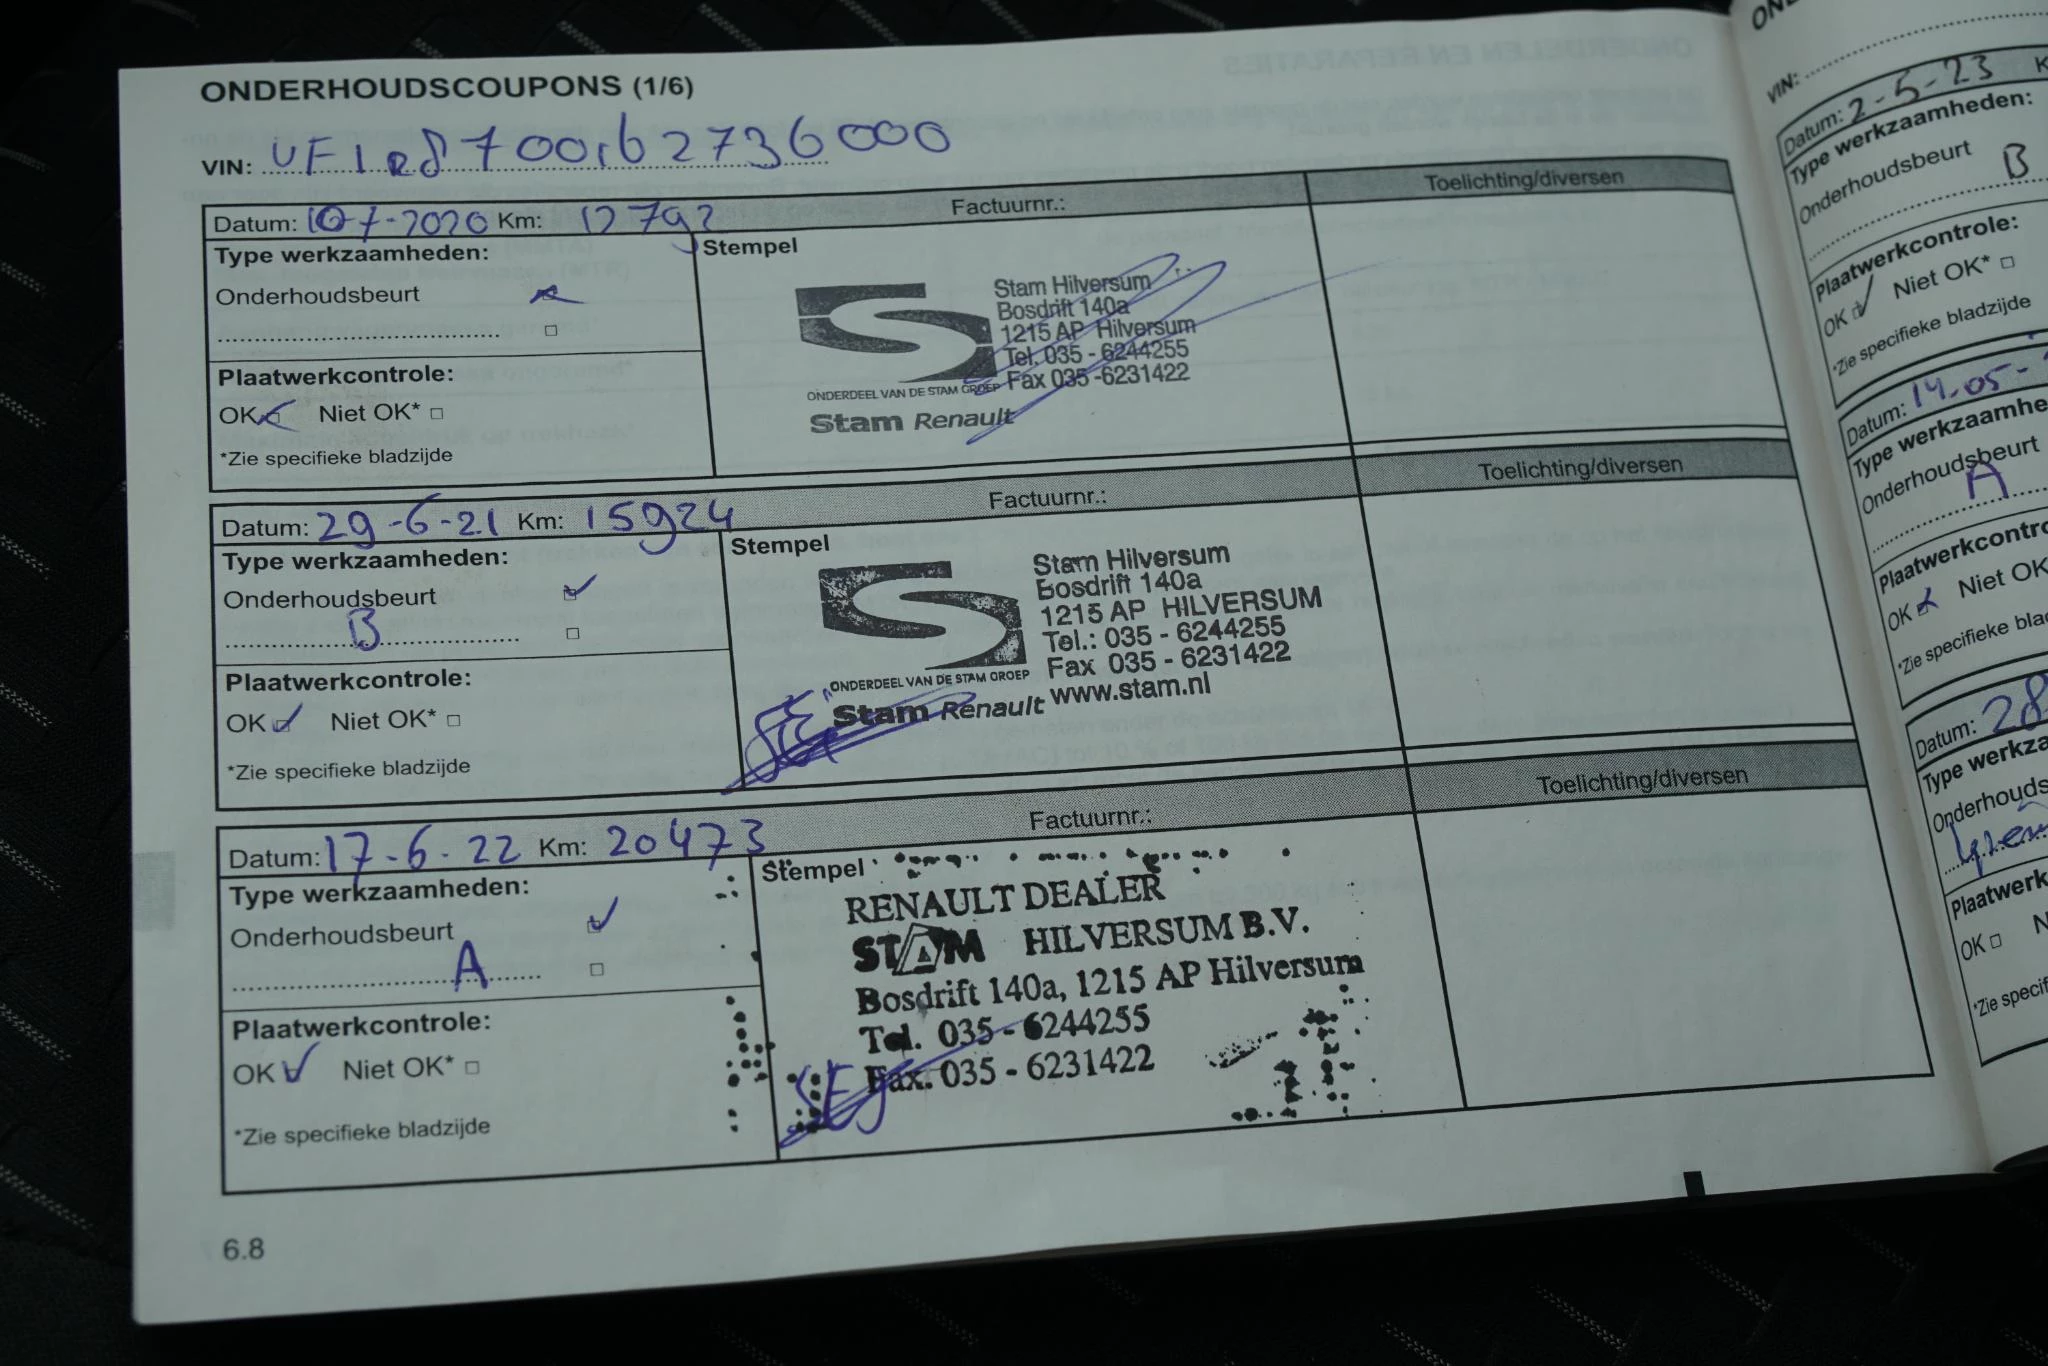 ONDERHOUDSCOUPONS (1/6)
VIN: VF1R8700162736000
Datum: 10-7-2020 Km: 12792 Factuurnr.: Toelichting/diversen
Type werkzaamheden:
Onderhoudsbeurt
Plaatwerkcontrole:
OK Niet OK*
*Zie specifieke bladzijde
Stempel
Stam Hilversum
Bosdrift 140a
1215 AP Hilversum
Tel. 035 - 6244255
Fax 035 -6231422
ONDERDEEL VAN DE STAM GROEP
Stam Renault
Datum: 29-6-21 Km: 15924 Factuurnr.: Toelichting/diversen
Type werkzaamheden:
Onderhoudsbeurt
B
Plaatwerkcontrole:
OK Niet OK*
*Zie specifieke bladzijde
Stempel
Stam Hilversum
Bosdrift 140a
1215 AP HILVERSUM
Tel.: 035 - 6244255
Fax 035 - 6231422
www.stam.nl
ONDERDEEL VAN DE STAM GROEP
Stam Renault
Datum: 17-6-22 Km: 20473 Factuurnr.: Toelichting/diversen
Type werkzaamheden:
Onderhoudsbeurt
A
Plaatwerkcontrole:
OK Niet OK*
*Zie specifieke bladzijde
Stempel
RENAULT DEALER
STAM HILVERSUM B.V.
Bosdrift 140a, 1215 AP Hilversum
Tel. 035 - 6244255
Fax. 035 - 6231422
6.8
VIN:
Datum: 2-5-23
Type werkzaamheden:
Onderhoudsbeurt
B
Plaatwerkcontrole:
OK Niet OK*
*Zie specifieke bladzijde
Datum: 14-05-
Type werkzaamhe
Onderhoudsbeurt
A
Plaatwerkcontro
OK Niet OK
*Zie specifieke bla
Datum: 28
Type werkza
Onderhouds
Plaatwerk
OK N
*Zie specif